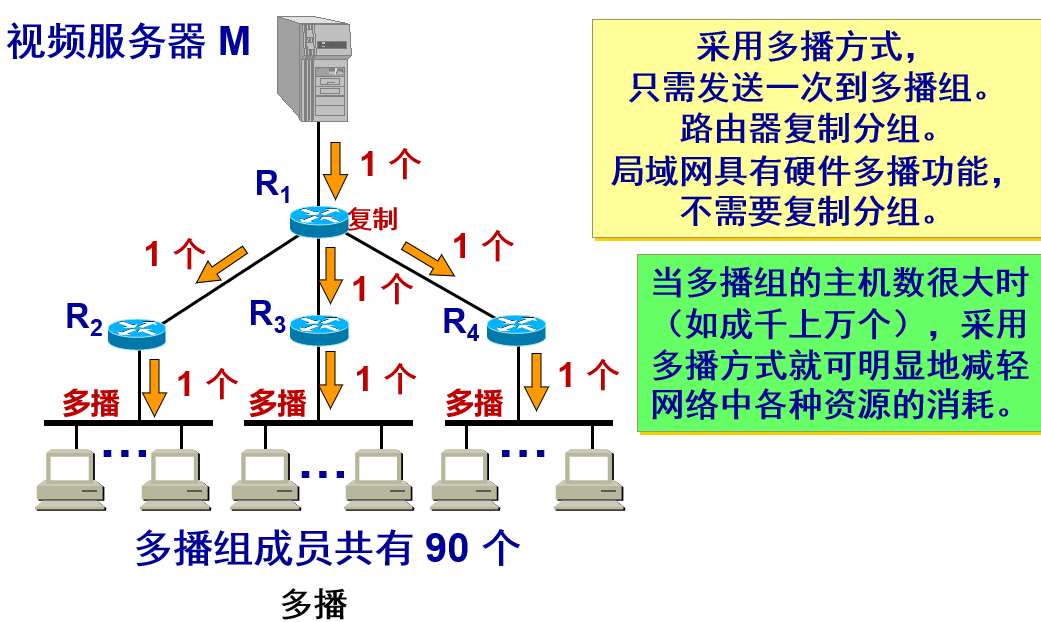 视频服务器 M
采用多播方式，
只需发送一次到多播组。
路由器复制分组。
局域网具有硬件多播功能，
不需要复制分组。
1 个
R1
复制
1 个
1 个
1 个
当多播组的主机数很大时
（如成千上万个），采用
多播方式就可明显地减轻
网络中各种资源的消耗。
R2
R3
R4
1 个
1 个
1 个
多播
多播
多播
…
…
…
多播组成员共有 90 个
多播